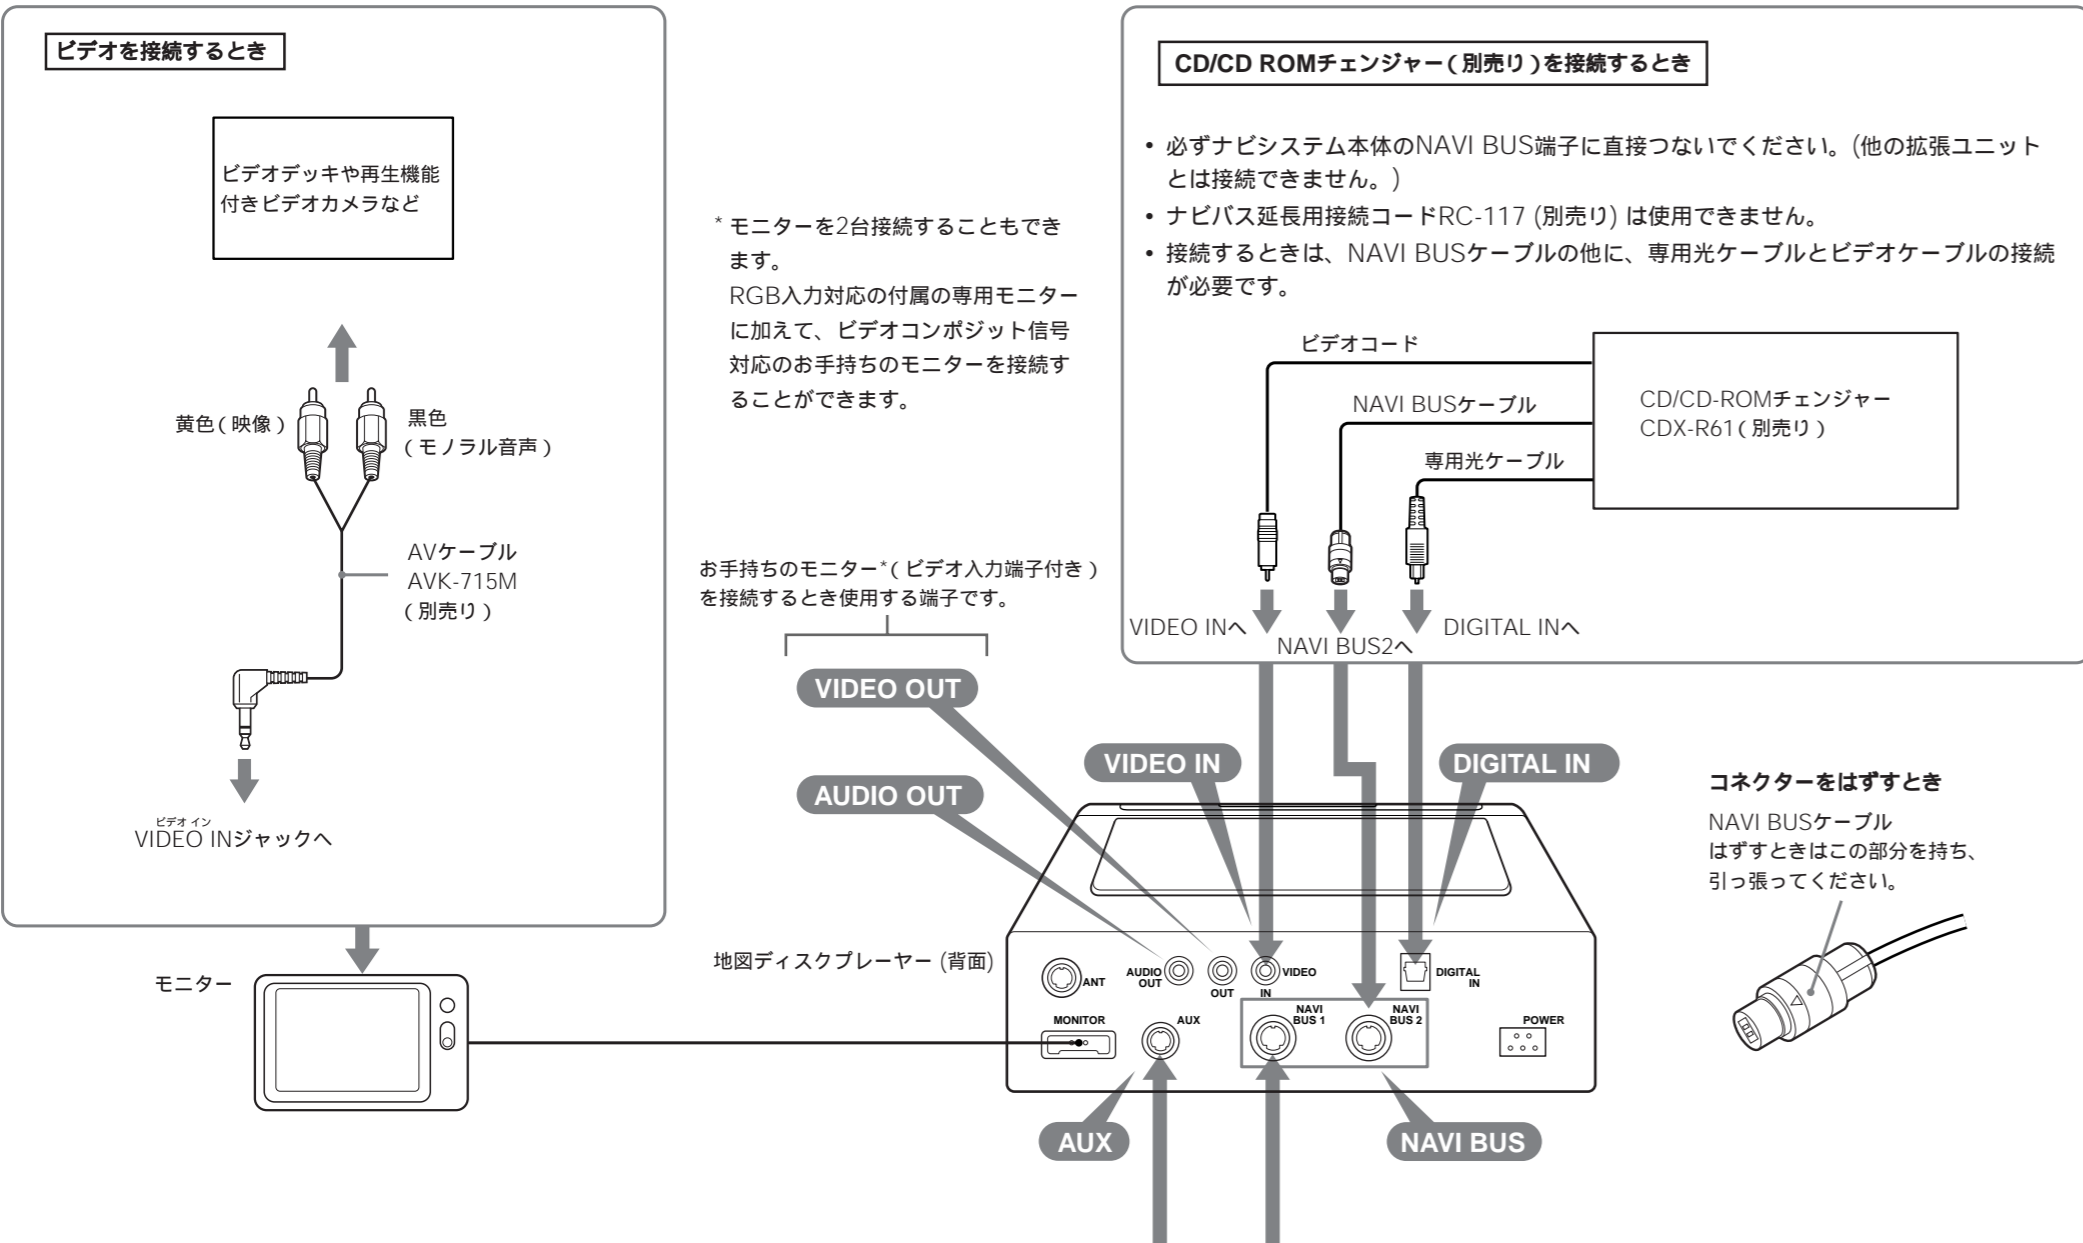 ビデオを接続するとき
ビデオデッキや再生機能
付きビデオカメラなど
黄色(映像)
黒色
(モノラル音声)
AVケーブル
AVK-715M
(別売り)
ビデオ イン
VIDEO INジャックへ
モニター
* モニターを2台接続することもでき
ます。
RGB入力対応の付属の専用モニター
に加えて、ビデオコンポジット信号
対応のお手持ちのモニターを接続す
ることができます。
お手持ちのモニター*(ビデオ入力端子付き)
を接続するとき使用する端子です。
VIDEO OUT
AUDIO OUT
CD/CD ROMチェンジャー(別売り)を接続するとき
• 必ずナビシステム本体のNAVI BUS端子に直接つないでください。(他の拡張ユニット
とは接続できません。)
• ナビバス延長用接続コードRC-117 (別売り) は使用できません。
• 接続するときは、NAVI BUSケーブルの他に、専用光ケーブルとビデオケーブルの接続
が必要です。
ビデオコード
NAVI BUSケーブル
専用光ケーブル
CD/CD-ROMチェンジャー
CDX-R61(別売り)
VIDEO INへ
NAVI BUS2へ
DIGITAL INへ
VIDEO IN
DIGITAL IN
コネクターをはずすとき
NAVI BUSケーブル
はずすときはこの部分を持ち、
引っ張ってください。
地図ディスクプレーヤー (背面)
ANT
AUDIO
OUT
OUT
VIDEO
IN
DIGITAL
IN
MONITOR
AUX
NAVI
BUS 1
NAVI
BUS 2
POWER
AUX
NAVI BUS